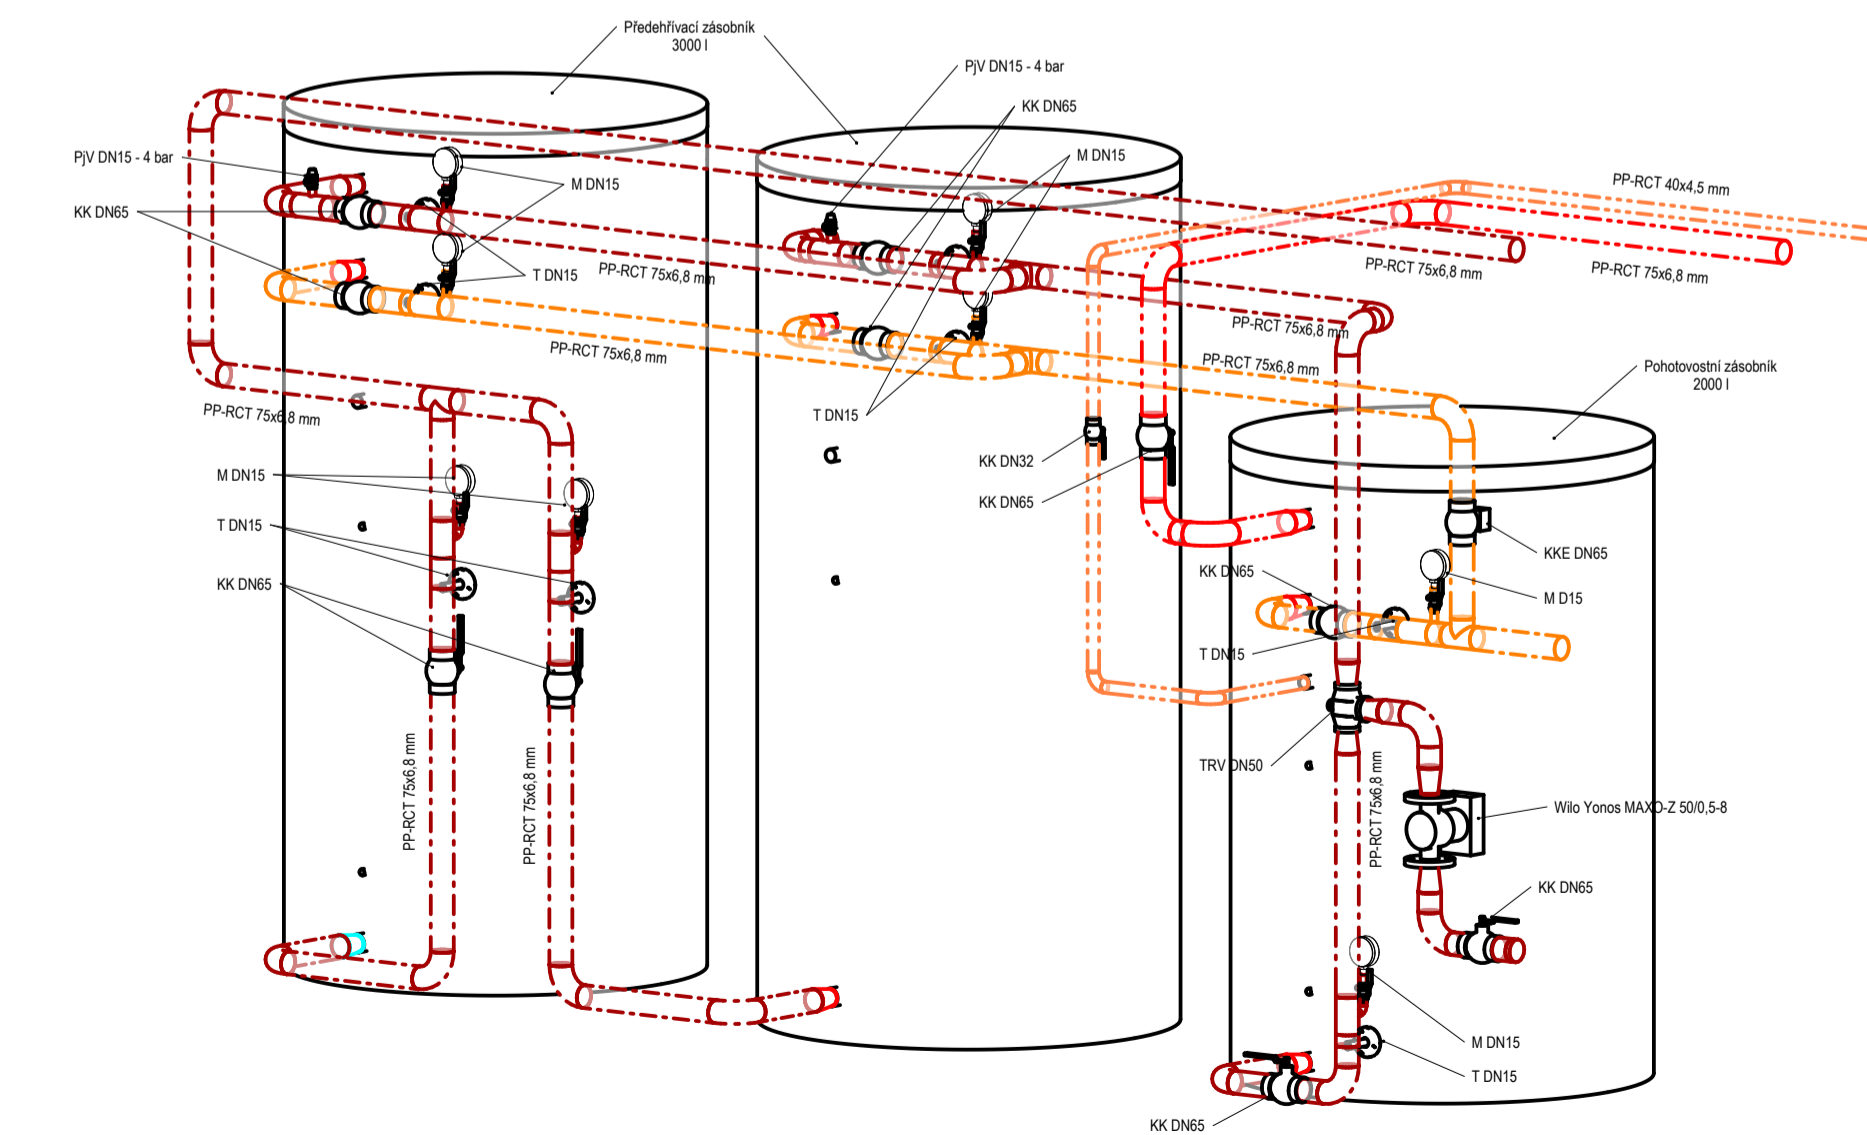 Předehřívací zásobník
3000 l
PjV DN15 - 4 bar
KK DN65
M DN15
PjV DN15 - 4 bar
M DN15
KK DN65
T DN15
PP-RCT 75x6,8 mm
PP-RCT 40x4,5 mm
PP-RCT 75x6,8 mm
PP-RCT 75x6,8 mm
PP-RCT 75x6,8 mm
PP-RCT 75x6,8 mm
PP-RCT 75x6,8 mm
Pohotovostní zásobník
2000 l
PP-RCT 75x6,8 mm
T DN15
M DN15
T DN15
KK DN65
KK DN32
KK DN65
KKE DN65
KK DN65
M D15
T DN15
TRV DN50
PP-RCT 75x6,8 mm
PP-RCT 75x6,8 mm
PP-RCT 75x6,8 mm
Wilo Yonos MAXO-Z 50/0,5-8
KK DN65
M DN15
T DN15
KK DN65